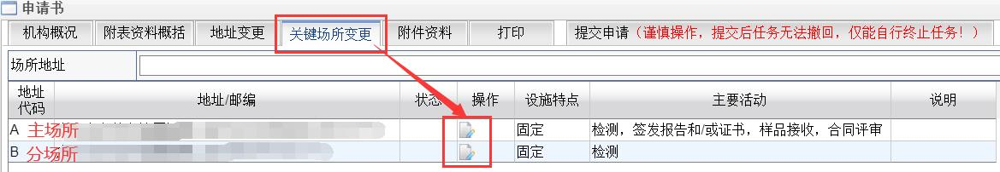 申请书
机构概况 附表资料概括 地址变更 关键场所变更 附件资料 打印 提交申请（谨慎操作，提交后任务无法撤回，仅能自行终止任务！）
场所地址
地址代码 地址/邮编 状态 操作 设施特点 主要活动 说明
A 主场所 固定 检测，签发报告和/或证书，样品接收，合同评审
B 分场所 固定 检测